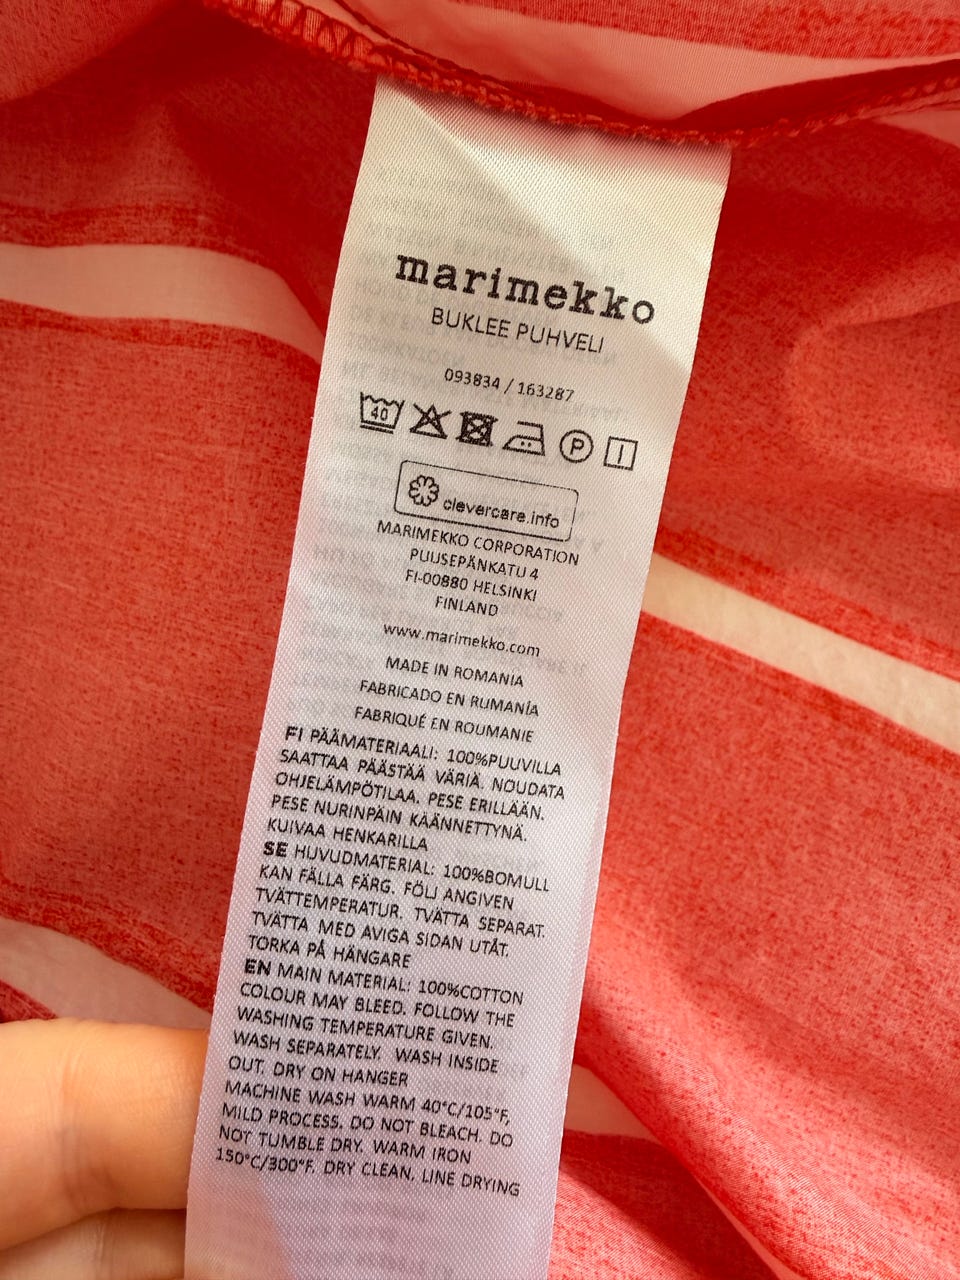 marimekko
BUKLEE PUHVELI
093834 / 163287
40 P
clevercare.info
MARIMEKKO CORPORATION
PUUSEPÄNKATU 4
FI-00880 HELSINKI
FINLAND
www.marimekko.com
MADE IN ROMANIA
FABRICADO EN RUMANÍA
FABRIQUÉ EN ROUMANIE
FI PÄÄMATERIAALI: 100%PUUVILLA
SAATTAA PÄÄSTÄÄ VÄRIÄ. NOUDATA
OHJELÄMPÖTILAA. PESE ERILLÄÄN.
PESE NURINPÄIN KÄÄNNETTYNÄ.
KUIVAA HENKARILLA
SE HUVUDMATERIAL: 100%BOMULL
KAN FÄLLA FÄRG. FÖLJ ANGIVEN
TVÄTTEMPERATUR. TVÄTTA SEPARAT.
TVÄTTA MED AVIGA SIDAN UTÅT.
TORKA PÅ HÄNGARE
EN MAIN MATERIAL: 100%COTTON
COLOUR MAY BLEED. FOLLOW THE
WASHING TEMPERATURE GIVEN.
WASH SEPARATELY. WASH INSIDE
OUT. DRY ON HANGER
MACHINE WASH WARM 40°C/105°F,
MILD PROCESS. DO NOT BLEACH. DO
NOT TUMBLE DRY. WARM IRON
150°C/300°F. DRY CLEAN. LINE DRYING